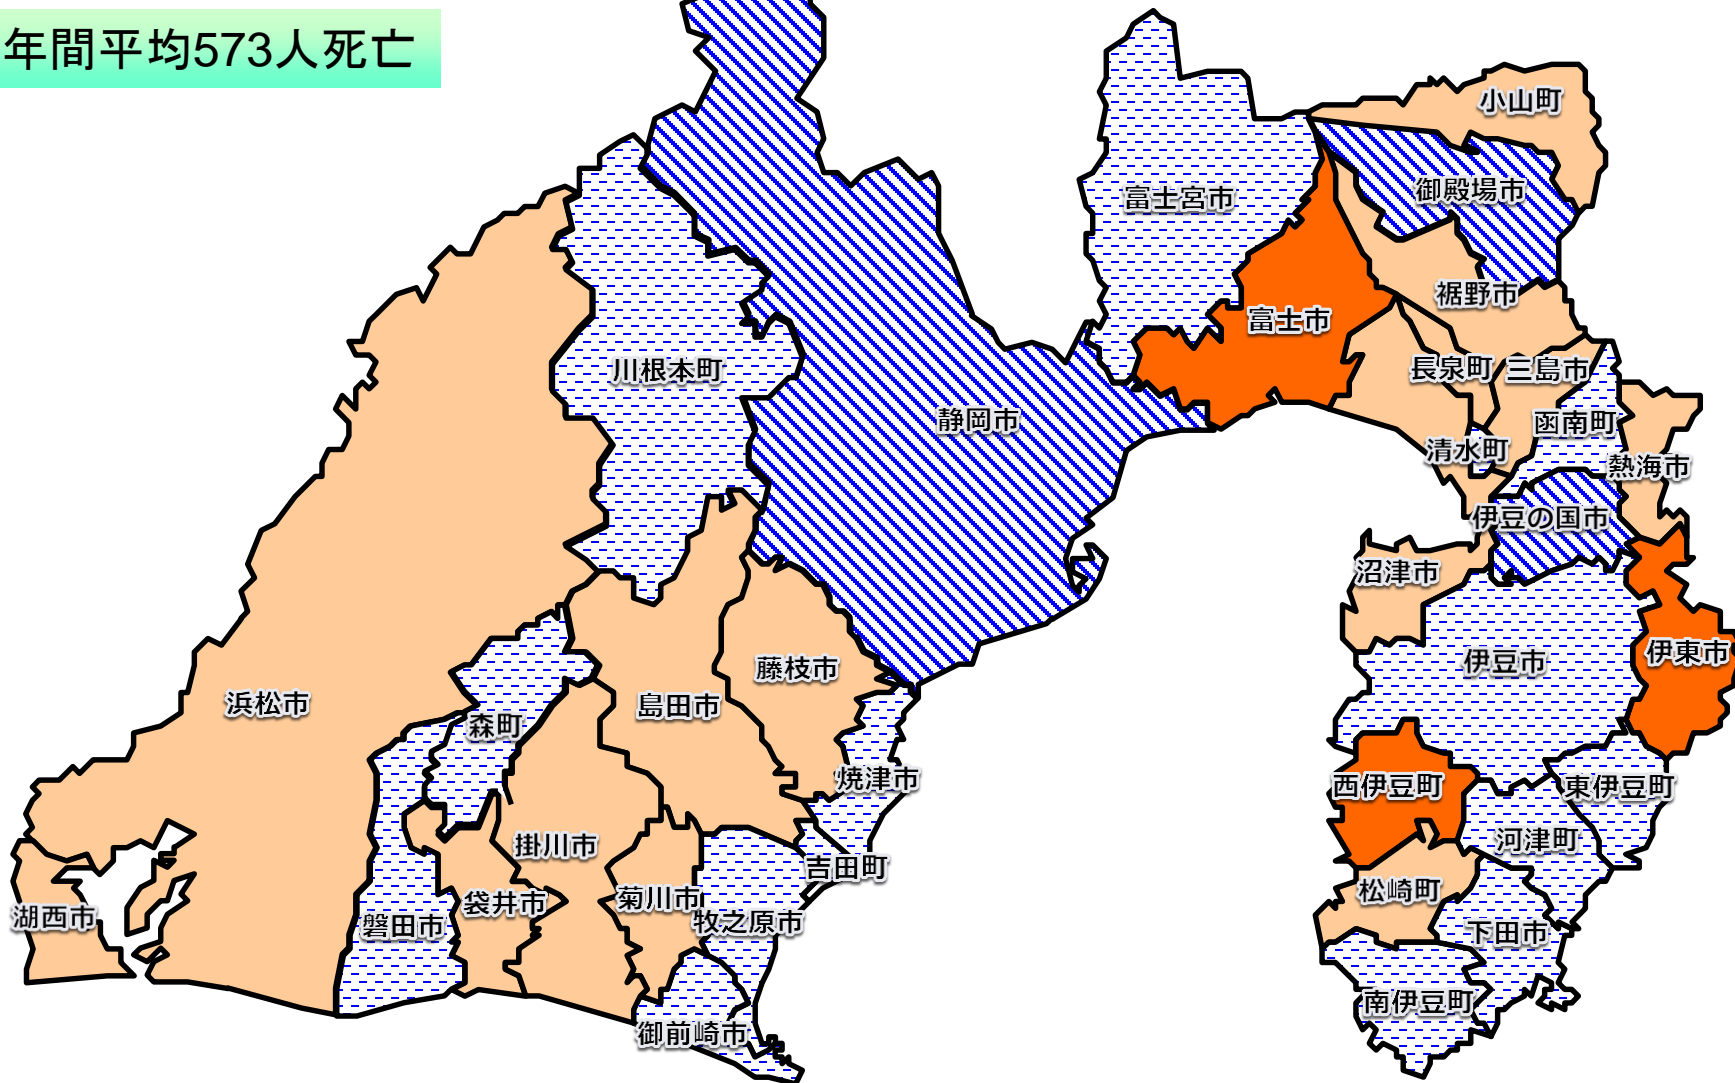 年間平均573人死亡
小山町
御殿場市
富士宮市
裾野市
富士市
長泉町
三島市
川根本町
静岡市
函南町
清水町
熱海市
伊豆の国市
沼津市
伊東市
伊豆市
藤枝市
島田市
浜松市
森町
焼津市
西伊豆町
東伊豆町
河津町
掛川市
吉田町
松崎町
菊川市
袋井市
湖西市
磐田市
牧之原市
下田市
南伊豆町
御前崎市